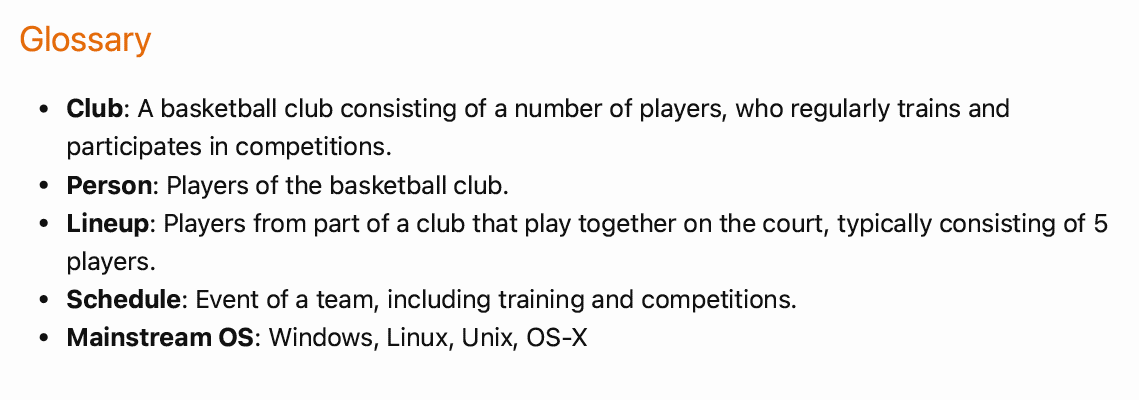 Glossary
• Club: A basketball club consisting of a number of players, who regularly trains and
participates in competitions.
• Person: Players of the basketball club.
• Lineup: Players from part of a club that play together on the court, typically consisting of 5
players.
• Schedule: Event of a team, including training and competitions.
• Mainstream OS: Windows, Linux, Unix, OS-X